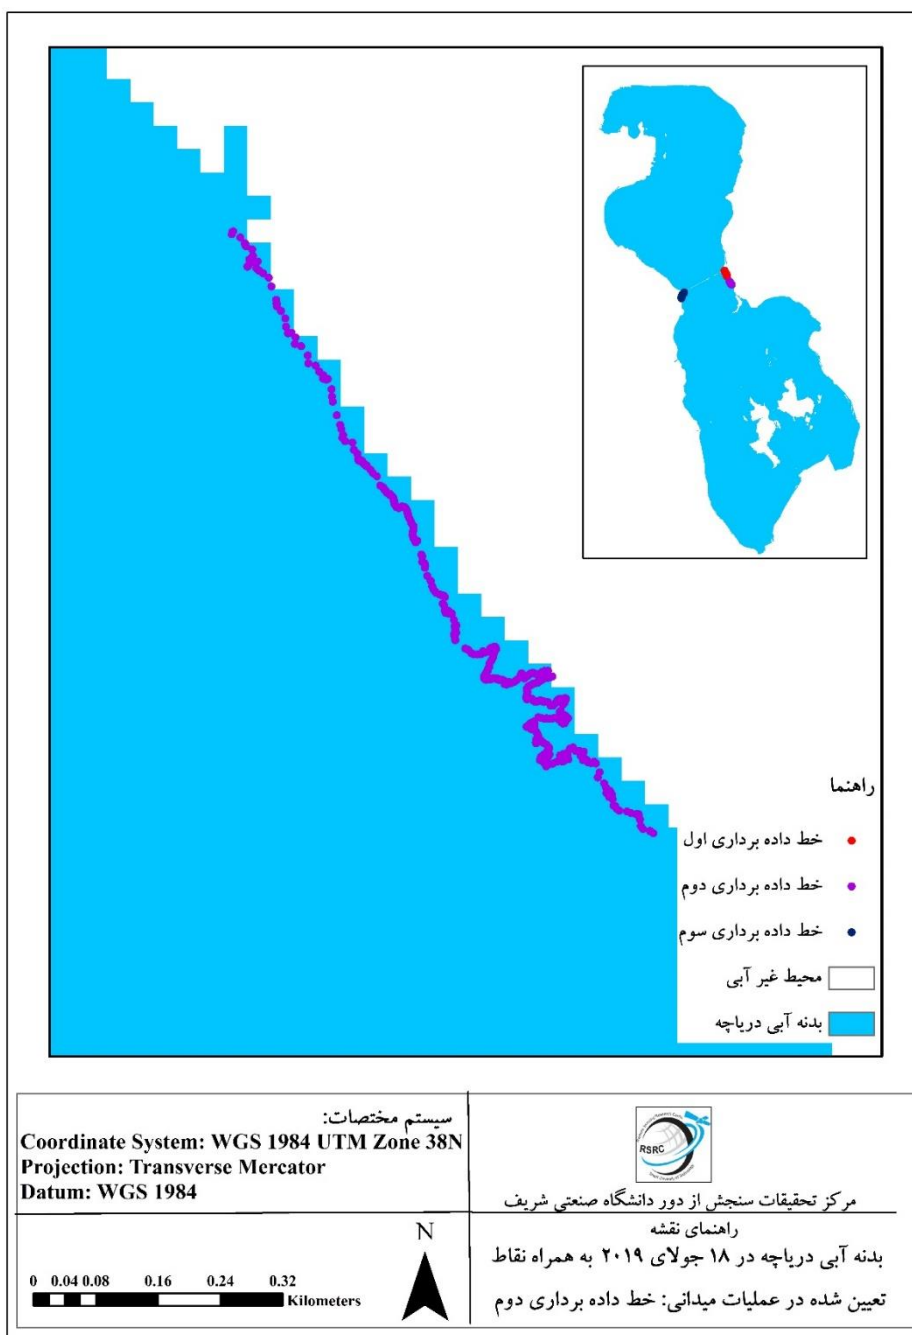 راهنما
خط داده برداری اول
خط داده برداری دوم
خط داده برداری سوم
محیط غیر آبی
بدنه آبی دریاچه
سیستم مختصات:
Coordinate System: WGS 1984 UTM Zone 38N
Projection: Transverse Mercator
Datum: WGS 1984
N
0 0.04 0.08 0.16 0.24 0.32
Kilometers
RSRC
مرکز تحقیقات سنجش از دور دانشگاه صنعتی شریف
راهنمای نقشه
بدنه آبی دریاچه در ۱۸ جولای ۲۰۱۹ به همراه نقاط
تعیین شده در عملیات میدانی: خط داده برداری دوم